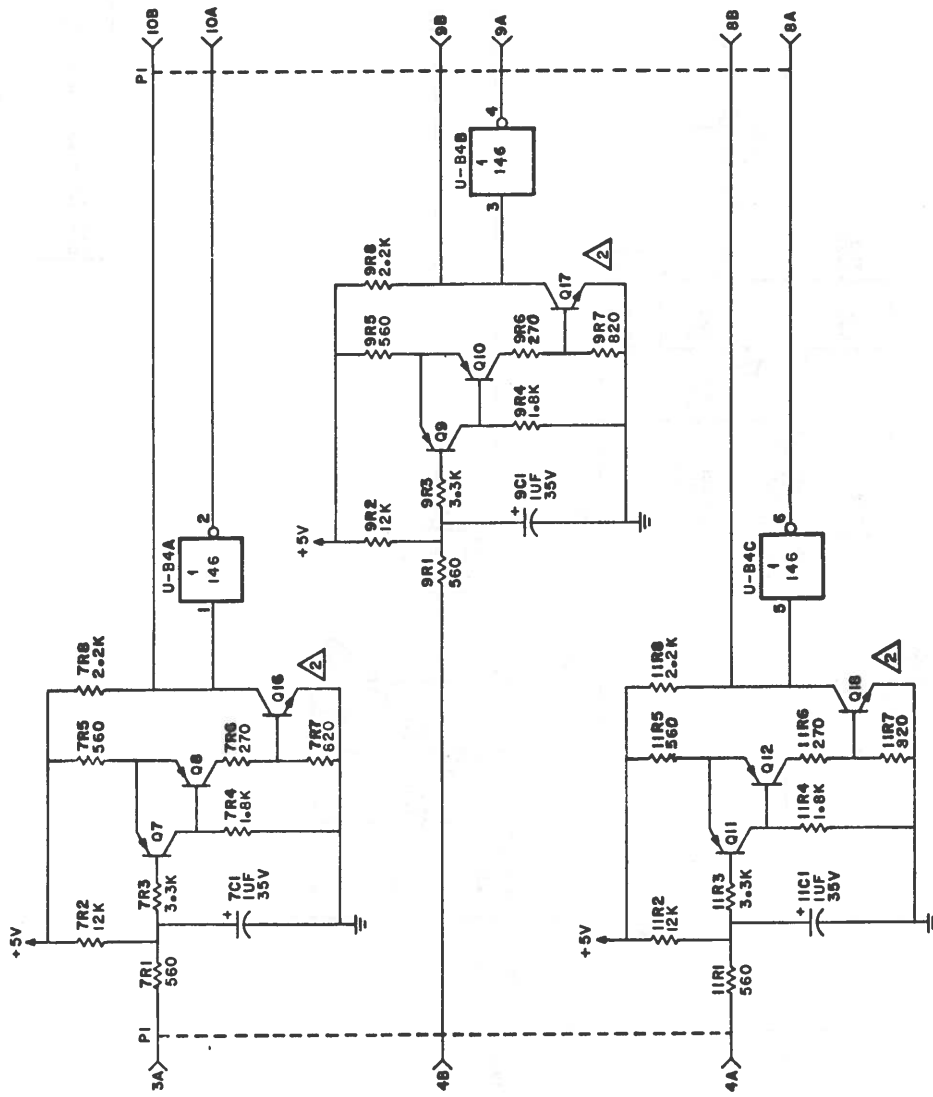 +5V
7R2
12K
7R5
560
7R8
2.2K
P1
P1
3A
7R1
560
7R3
3.3K
Q7
Q8
10B
7R4
1.8K
7R6
270
U-B4A
1
1
146
2
10A
+
7C1
1UF
35V
Q16
7R7
820
2
+5V
9R2
12K
9R5
560
9R8
2.2K
4B
9R1
560
9R3
3.3K
Q9
Q10
9B
9R4
1.8K
9R6
270
U-B4B
3
1
146
4
9A
+
9C1
1UF
35V
Q17
9R7
820
2
+5V
11R2
12K
11R5
560
11R8
2.2K
4A
11R1
560
11R3
3.3K
Q11
Q12
8B
11R4
1.8K
11R6
270
U-B4C
5
1
146
6
8A
+
11C1
1UF
35V
Q18
11R7
820
2